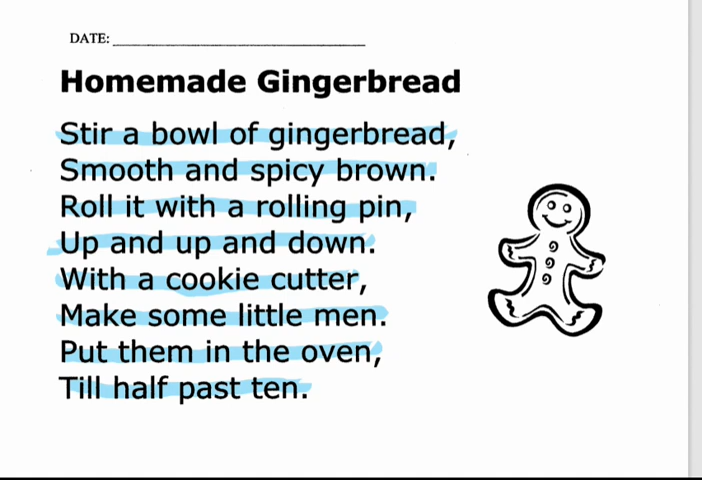 DATE:
Homemade Gingerbread
Stir a bowl of gingerbread,
Smooth and spicy brown.
Roll it with a rolling pin,
Up and up and down.
With a cookie cutter,
Make some little men.
Put them in the oven,
Till half past ten.